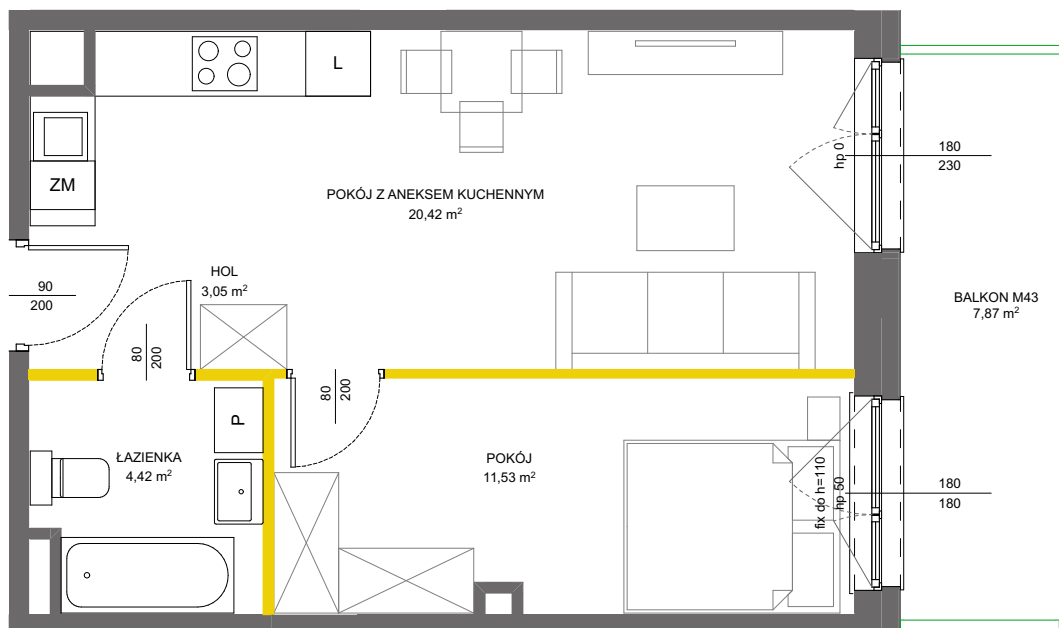 L
ZM
POKÓJ Z ANEKSEM KUCHENNYM
20,42 m²
hp 0
180
230
HOL
3,05 m²
90
200
80
200
80
200
BALKON M43
7,87 m²
P
ŁAZIENKA
4,42 m²
POKÓJ
11,53 m²
fix do h=110
hp 50
180
180